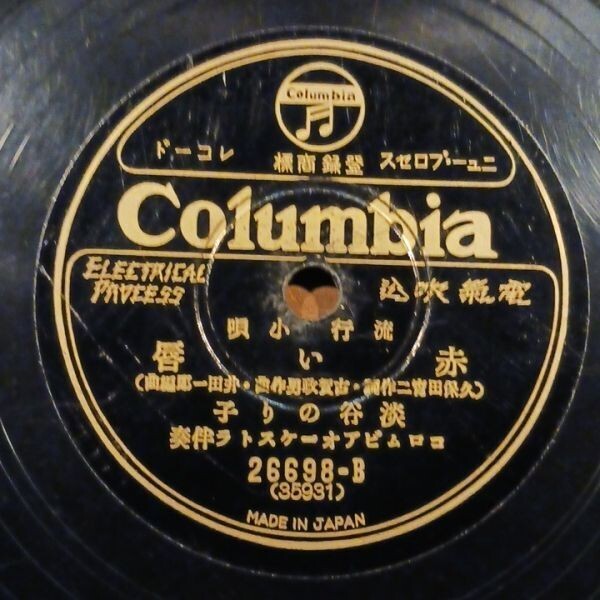 Columbia
ニュー・プロセス 登錄商標 レコード
Columbia
ELECTRICAL PROCESS 電氣吹込
流行小唄
赤い唇
(久保田宵二作詞・古賀政男作曲・井田一郎編曲)
淡谷のり子
コロムビアオーケストラ伴奏
26698-B
(35931)
MADE IN JAPAN